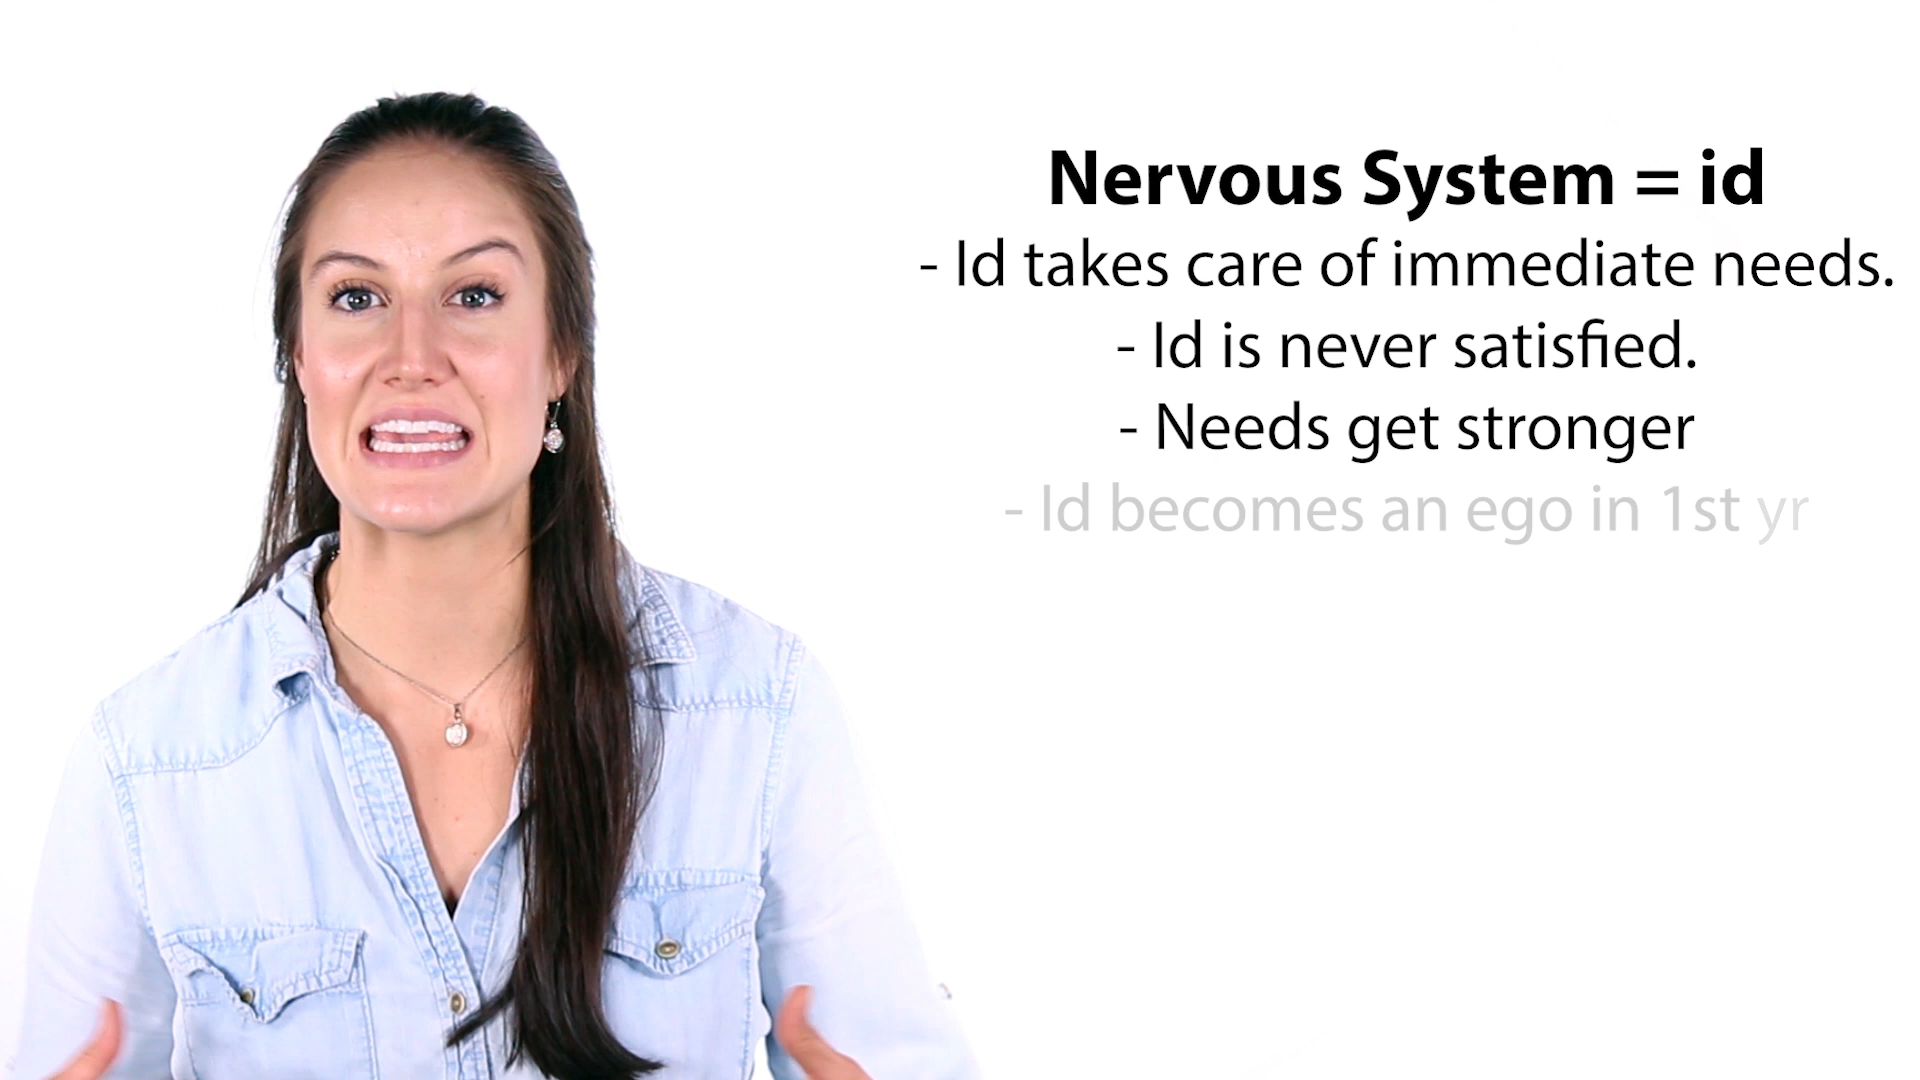 Nervous System = id
- Id takes care of immediate needs.
- Id is never satisfied.
- Needs get stronger
- Id becomes an ego in 1st yr